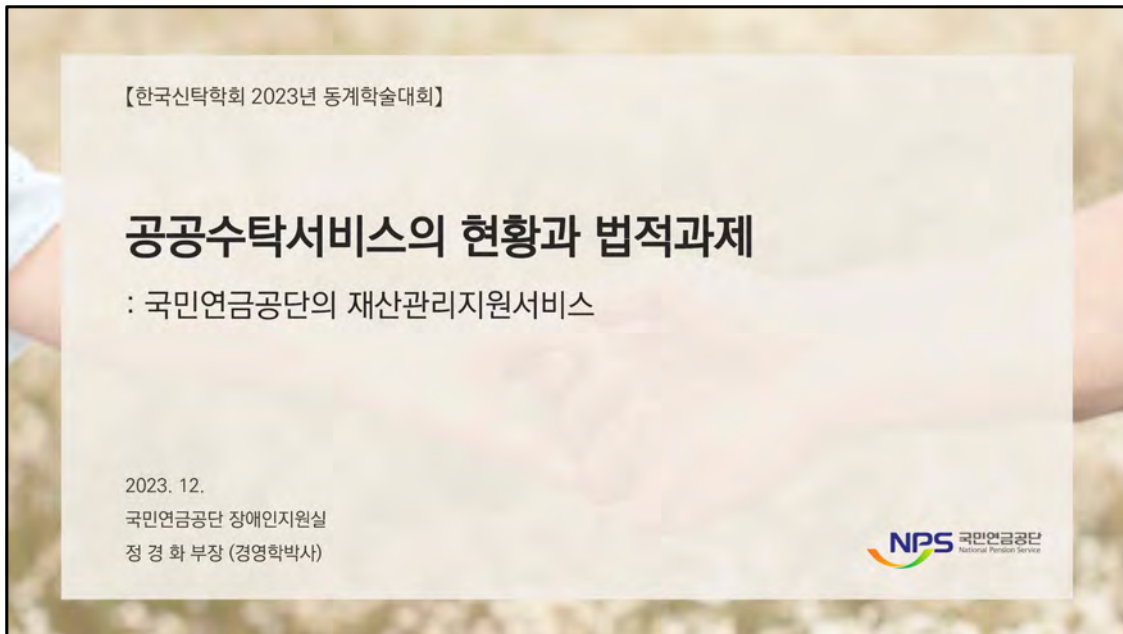 【한국신탁학회 2023년 동계학술대회】
공공수탁서비스의 현황과 법적과제
: 국민연금공단의 재산관리지원서비스
2023. 12.
국민연금공단 장애인지원실
정 경 화 부장 (경영학박사)
NPS 국민연금공단
National Pension Service